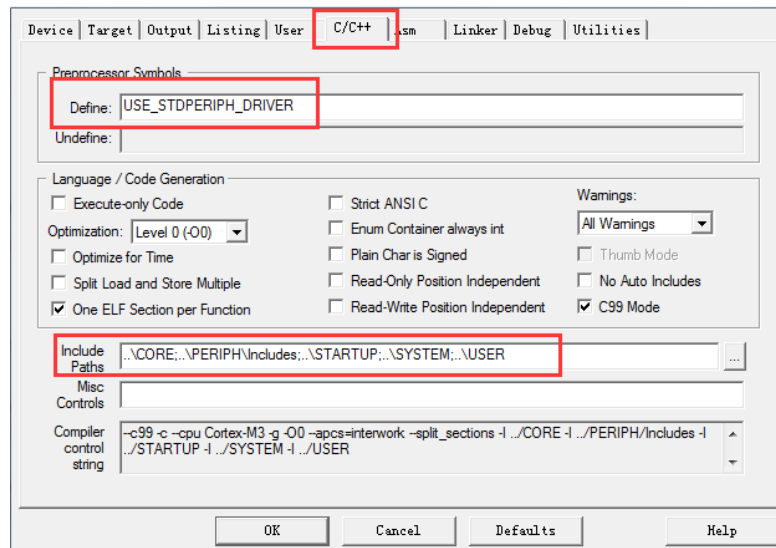 Device Target Output Listing User C/C++ Asm Linker Debug Utilities
Preprocessor Symbols
Define: USE_STDPERIPH_DRIVER
Undefine:
Language / Code Generation
Execute-only Code
Strict ANSI C
Warnings:
Optimization: Level 0 (-O0)
Enum Container always int
All Warnings
Optimize for Time
Plain Char is Signed
Thumb Mode
Split Load and Store Multiple
Read-Only Position Independent
No Auto Includes
One ELF Section per Function
Read-Write Position Independent
C99 Mode
Include Paths
..\CORE;..\PERIPH\Includes;..\STARTUP;..\SYSTEM;..\USER
...
Misc Controls
Compiler control string
--c99 -c --cpu Cortex-M3 -g -O0 --apcs=interwork --split_sections -I ../CORE -I ../PERIPH/Includes -I
../STARTUP -I ../SYSTEM -I ../USER
OK Cancel Defaults Help